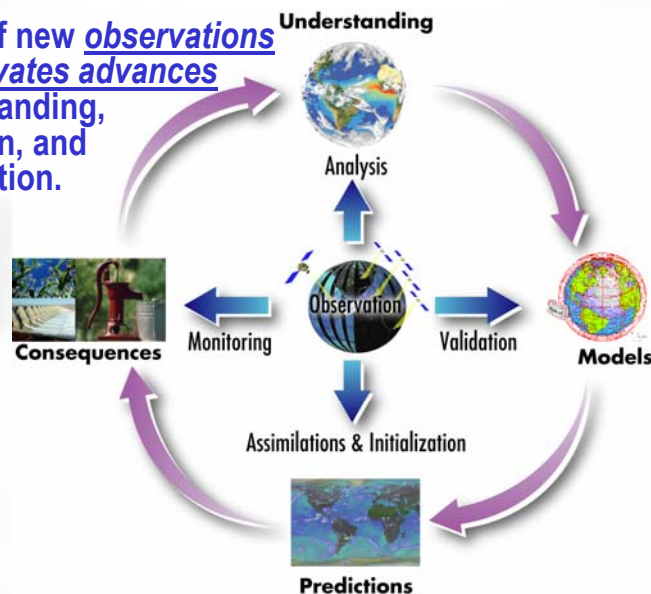 f new observations
vates advances
anding,
n, and
tion.
Understanding
Analysis
Observation
Monitoring
Validation
Consequences
Models
Assimilations & Initialization
Predictions